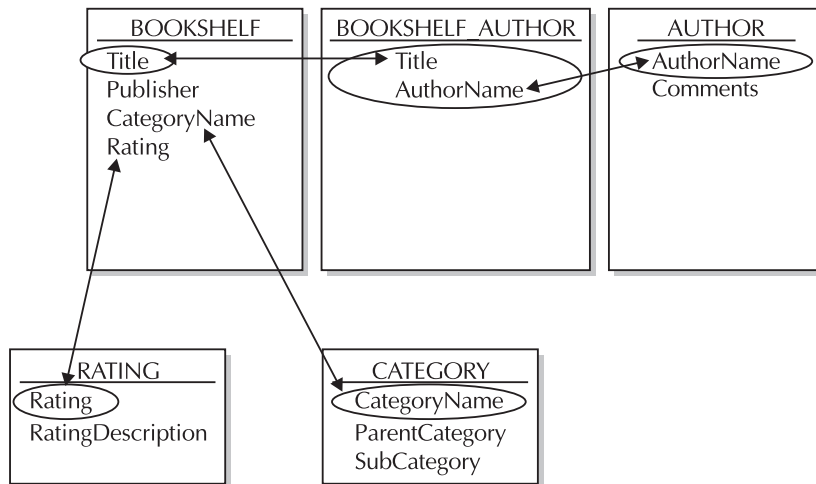 BOOKSHELF
Title
Publisher
CategoryName
Rating
BOOKSHELF_AUTHOR
Title
AuthorName
AUTHOR
AuthorName
Comments
RATING
Rating
RatingDescription
CATEGORY
CategoryName
ParentCategory
SubCategory